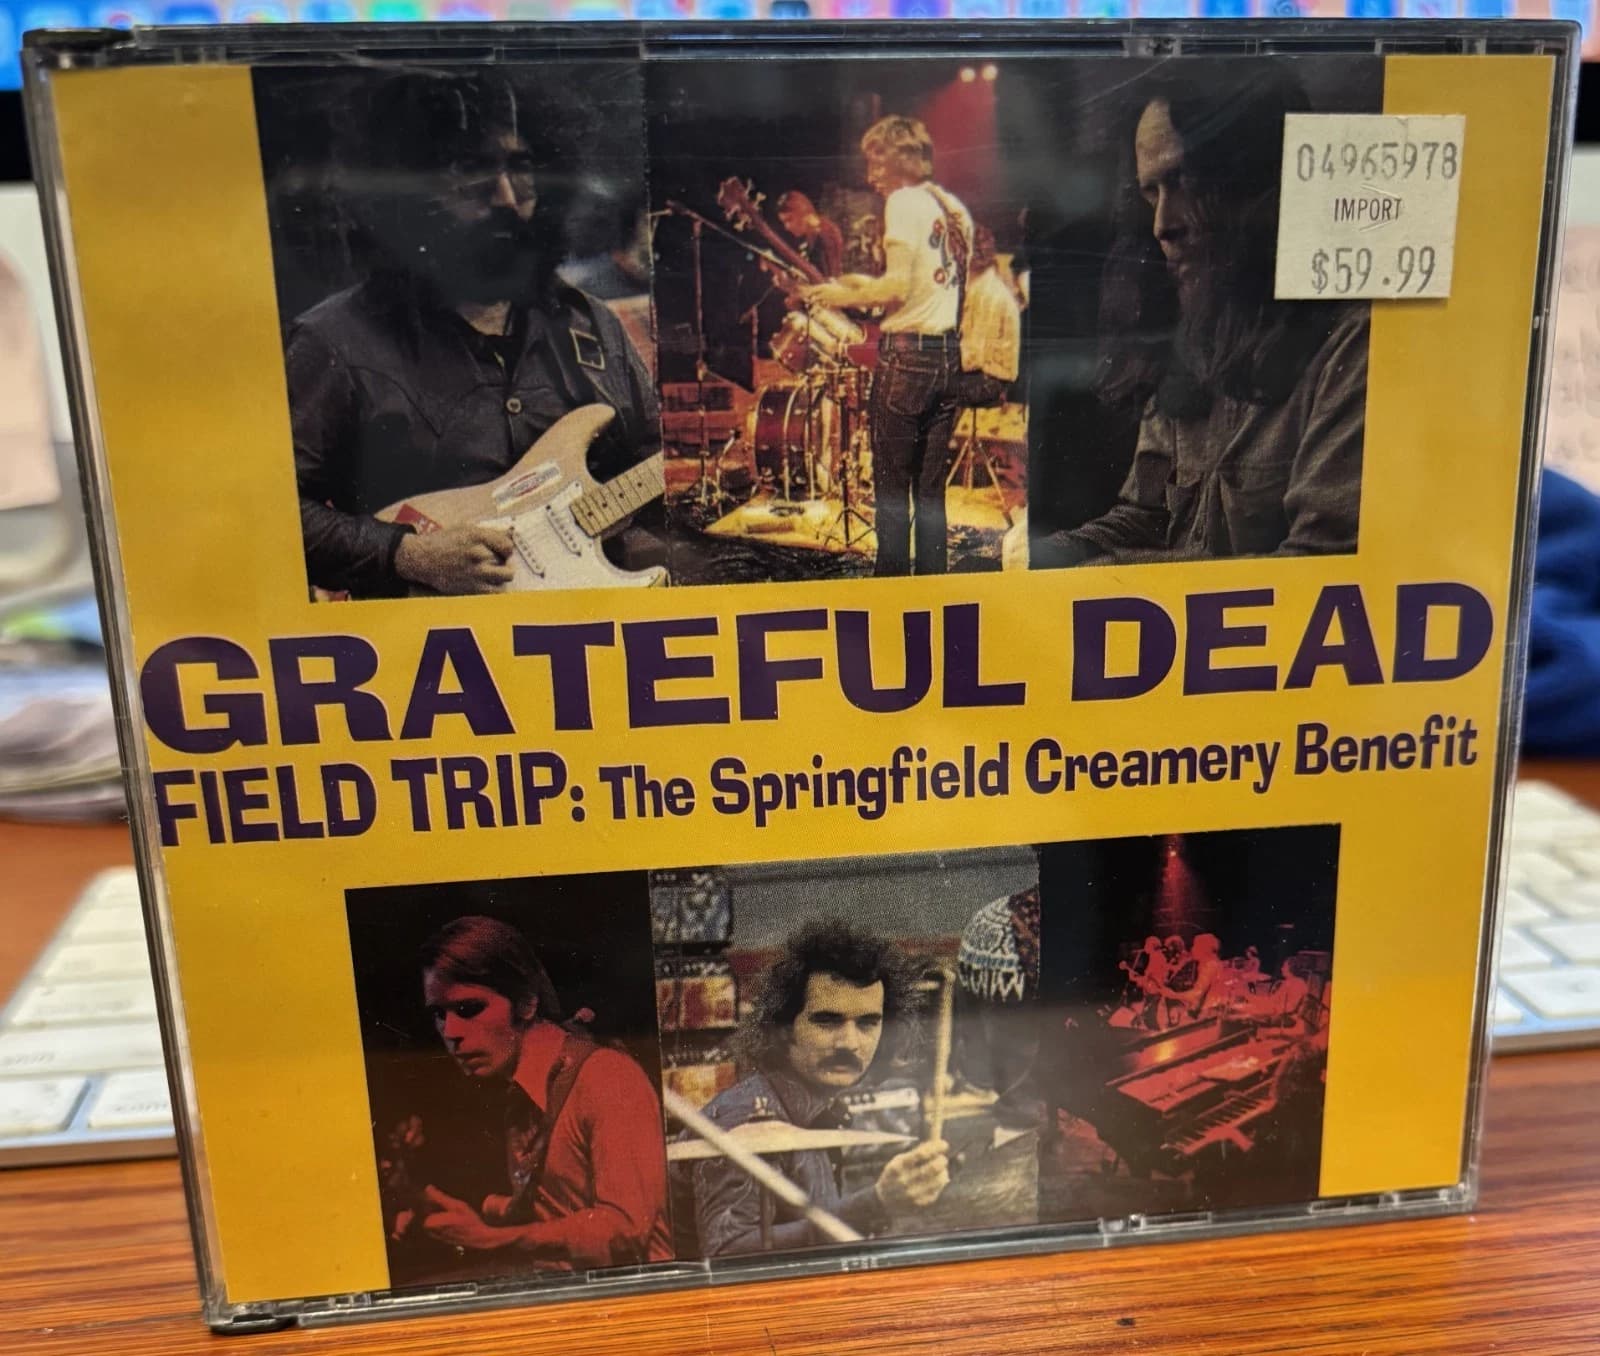 04965978
IMPORT
$59.99
GRATEFUL DEAD
FIELD TRIP: The Springfield Creamery Benefit